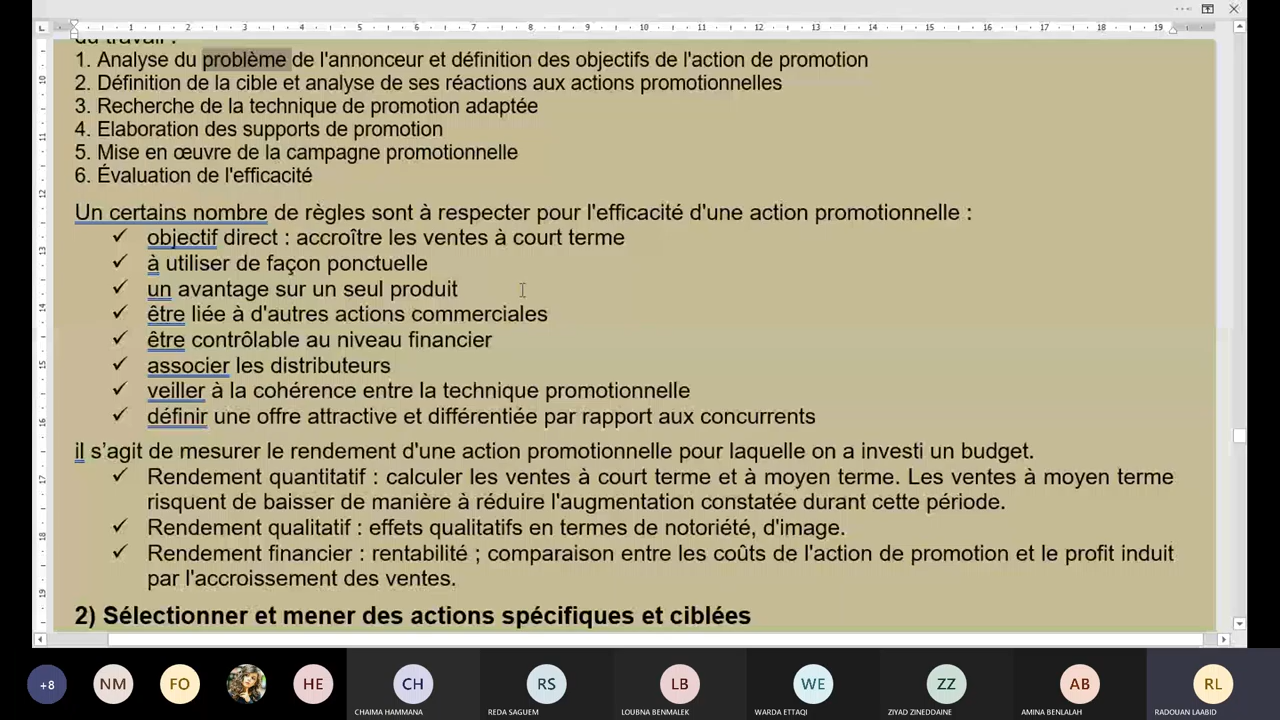 du travail :
1. Analyse du problème de l'annonceur et définition des objectifs de l'action de promotion
2. Définition de la cible et analyse de ses réactions aux actions promotionnelles
3. Recherche de la technique de promotion adaptée
4. Elaboration des supports de promotion
5. Mise en œuvre de la campagne promotionnelle
6. Évaluation de l'efficacité
Un certains nombre de règles sont à respecter pour l'efficacité d'une action promotionnelle :
✓ objectif direct : accroître les ventes à court terme
✓ à utiliser de façon ponctuelle
✓ un avantage sur un seul produit
✓ être liée à d'autres actions commerciales
✓ être contrôlable au niveau financier
✓ associer les distributeurs
✓ veiller à la cohérence entre la technique promotionnelle
✓ définir une offre attractive et différentiée par rapport aux concurrents
il s'agit de mesurer le rendement d'une action promotionnelle pour laquelle on a investi un budget.
✓ Rendement quantitatif : calculer les ventes à court terme et à moyen terme. Les ventes à moyen terme
risquent de baisser de manière à réduire l'augmentation constatée durant cette période.
✓ Rendement qualitatif : effets qualitatifs en termes de notoriété, d'image.
✓ Rendement financier : rentabilité ; comparaison entre les coûts de l'action de promotion et le profit induit
par l'accroissement des ventes.
2) Sélectionner et mener des actions spécifiques et ciblées
+8 NM FO HE CH RS LB WE ZZ AB RL
CHAIMA HAMMANA REDA SAGUEM LOUBNA BENMALEK WARDA ETTAQI ZIYAD ZINEDDAINE AMINA BENLALAH RADOUAN LAABID